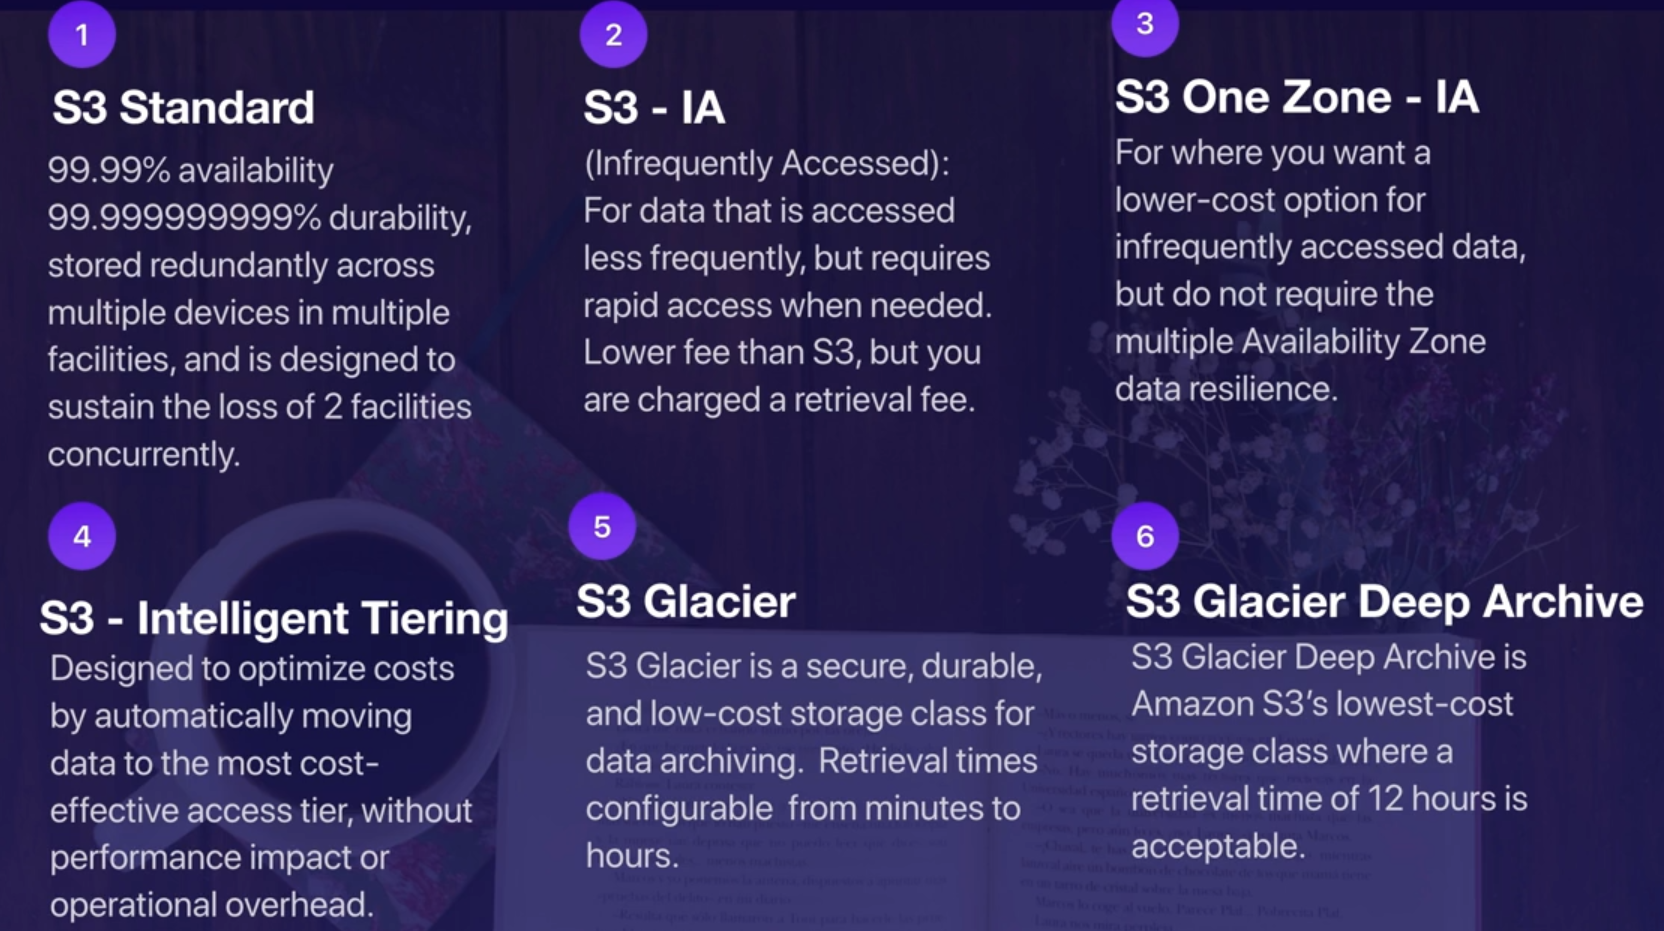 1
S3 Standard
99.99% availability
99.999999999% durability,
stored redundantly across
multiple devices in multiple
facilities, and is designed to
sustain the loss of 2 facilities
concurrently.
2
S3 - IA
(Infrequently Accessed):
For data that is accessed
less frequently, but requires
rapid access when needed.
Lower fee than S3, but you
are charged a retrieval fee.
3
S3 One Zone - IA
For where you want a
lower-cost option for
infrequently accessed data,
but do not require the
multiple Availability Zone
data resilience.
4
S3 - Intelligent Tiering
Designed to optimize costs
by automatically moving
data to the most cost-
effective access tier, without
performance impact or
operational overhead.
5
S3 Glacier
S3 Glacier is a secure, durable,
and low-cost storage class for
data archiving.  Retrieval times
configurable  from minutes to
hours.
6
S3 Glacier Deep Archive
S3 Glacier Deep Archive is
Amazon S3's lowest-cost
storage class where a
retrieval time of 12 hours is
acceptable.